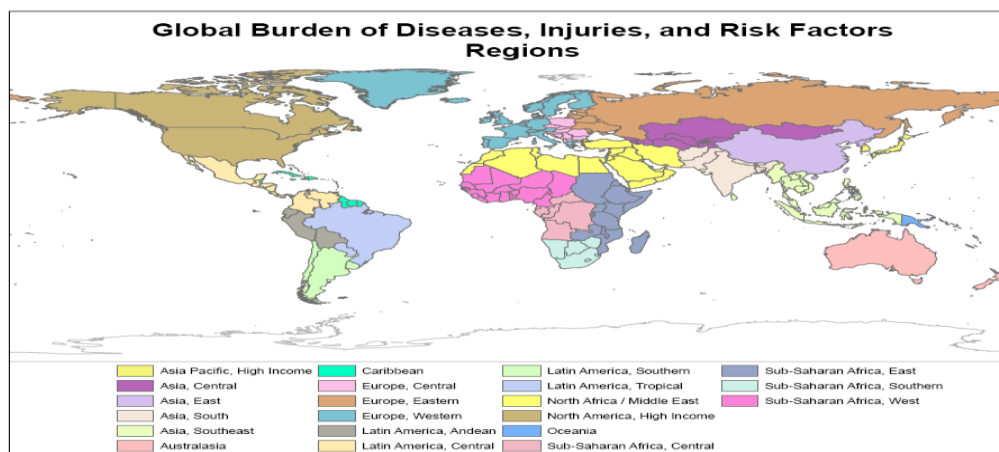 Global Burden of Diseases, Injuries, and Risk Factors
Regions
Asia Pacific, High Income
Asia, Central
Asia, East
Asia, South
Asia, Southeast
Australasia
Caribbean
Europe, Central
Europe, Eastern
Europe, Western
Latin America, Andean
Latin America, Central
Latin America, Southern
Latin America, Tropical
North Africa / Middle East
North America, High Income
Oceania
Sub-Saharan Africa, Central
Sub-Saharan Africa, East
Sub-Saharan Africa, Southern
Sub-Saharan Africa, West